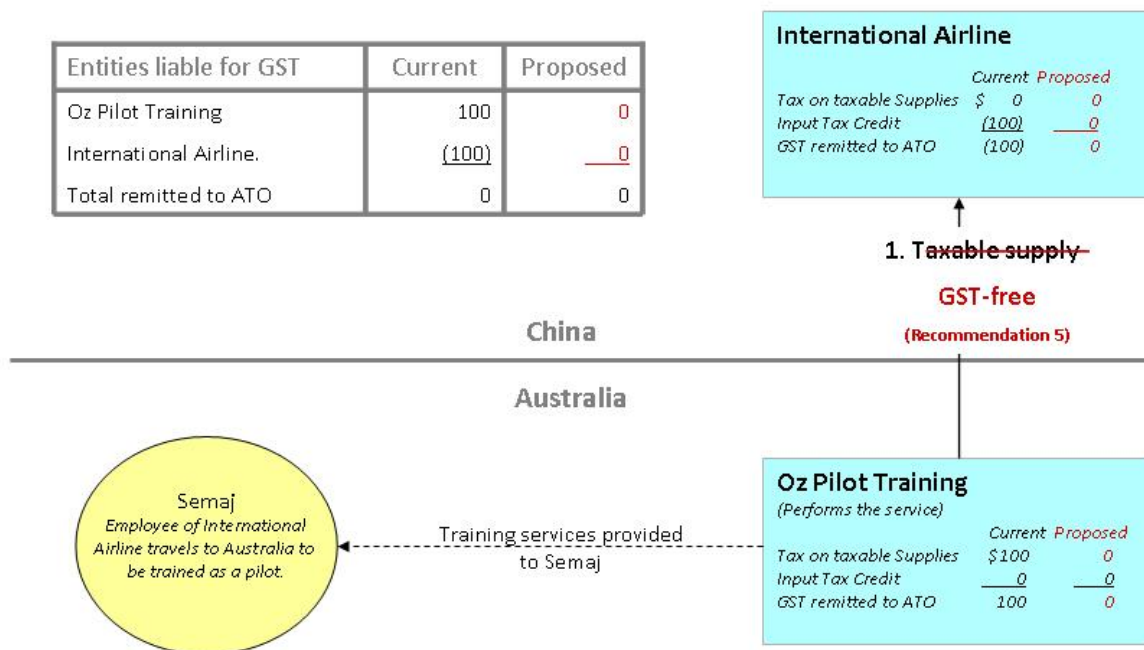 Entities liable for GST Current Proposed
Oz Pilot Training 100 0
International Airline. (100) 0
Total remitted to ATO 0 0
International Airline
Current Proposed
Tax on taxable Supplies $ 0 0
Input Tax Credit (100) 0
GST remitted to ATO (100) 0
1. Taxable supply
GST-free
(Recommendation 5)
China
Australia
Semaj
Employee of International
Airline travels to Australia to
be trained as a pilot.
Training services provided
to Semaj
Oz Pilot Training
(Performs the service)
Current Proposed
Tax on taxable Supplies $100 0
Input Tax Credit 0 0
GST remitted to ATO 100 0